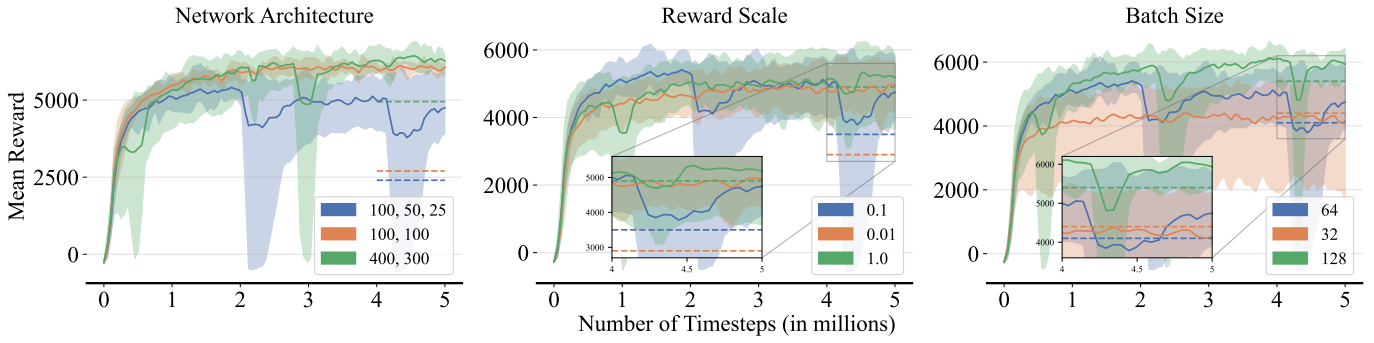 Network Architecture
Mean Reward
5000
2500
0
0 1 2 3 4 5
100, 50, 25
100, 100
400, 300
Reward Scale
6000
4000
2000
0
0 1 2 3 4 5
5000
4000
3000
4 4.5 5
0.1
0.01
1.0
Number of Timesteps (in millions)
Batch Size
6000
4000
2000
0
0 1 2 3 4 5
6000
5000
4000
4 4.5 5
64
32
128